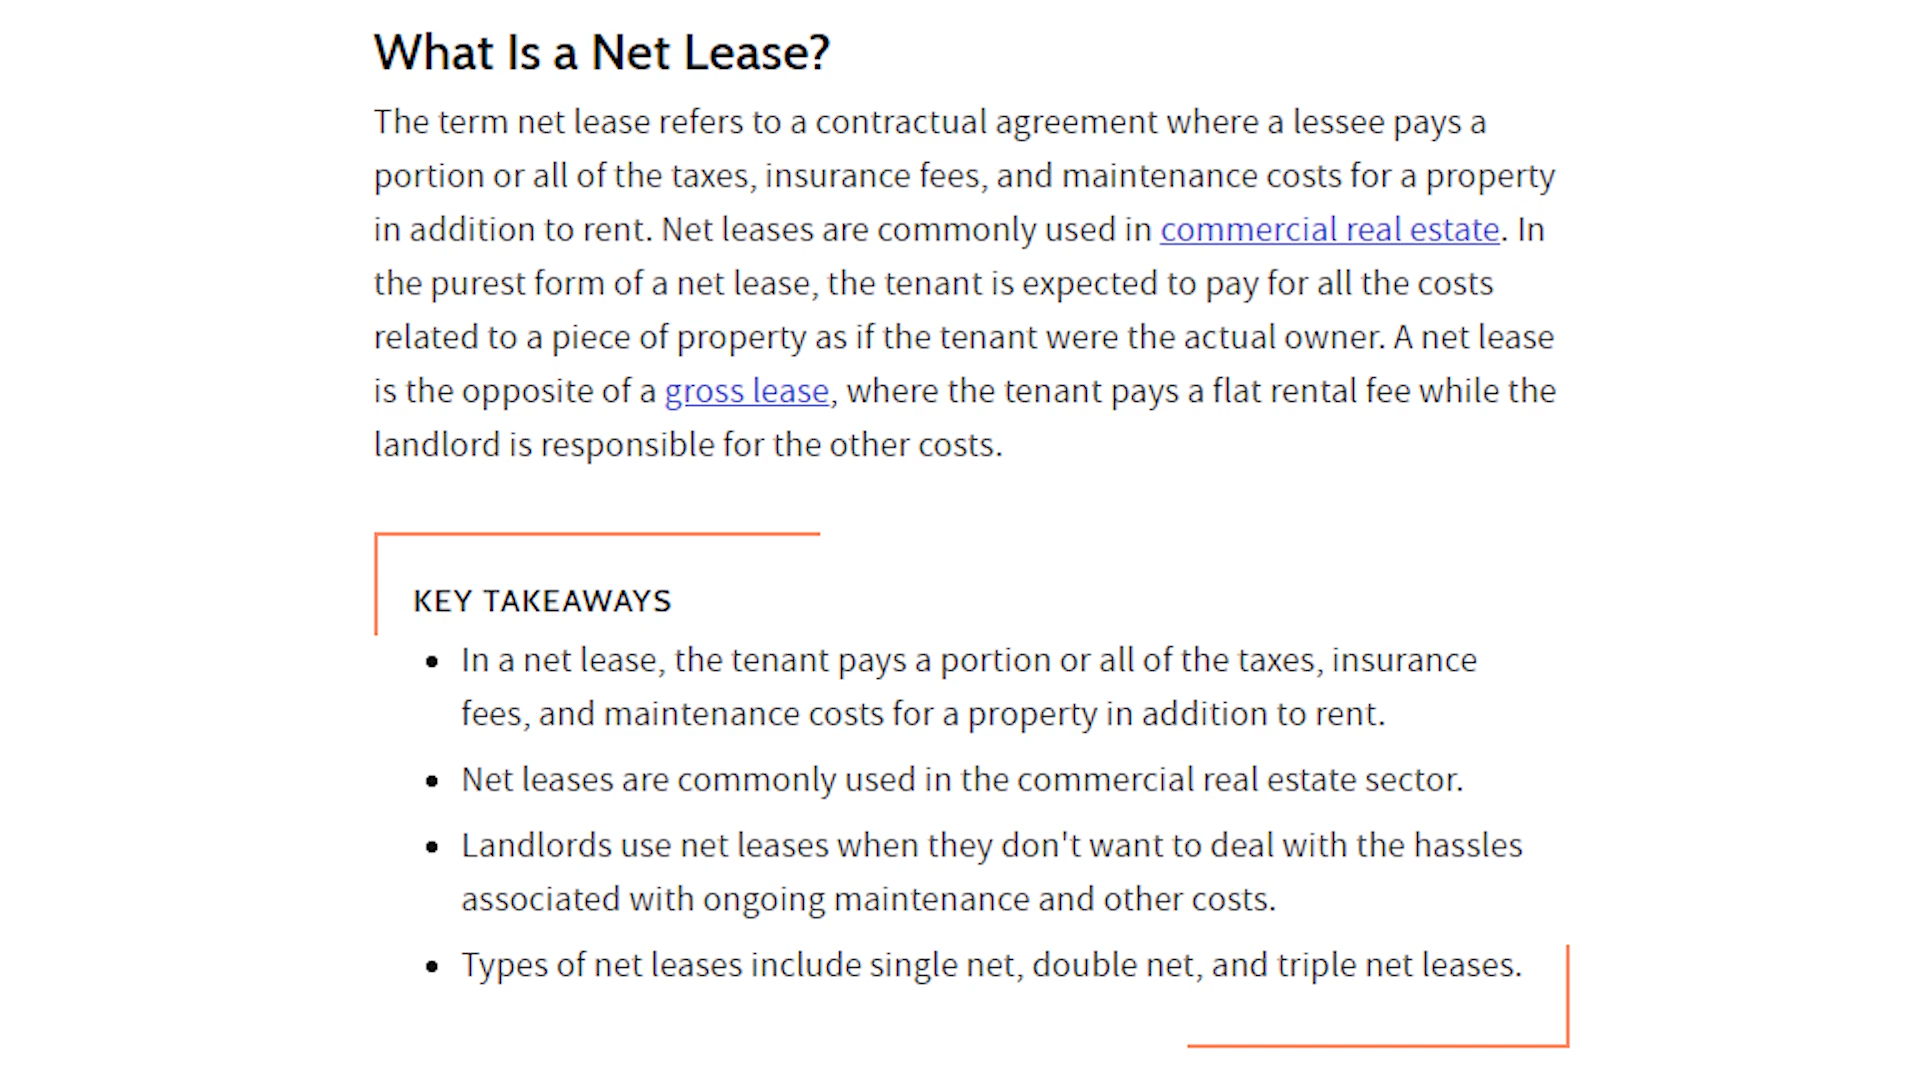 What Is a Net Lease?
The term net lease refers to a contractual agreement where a lessee pays a
portion or all of the taxes, insurance fees, and maintenance costs for a property
in addition to rent. Net leases are commonly used in commercial real estate. In
the purest form of a net lease, the tenant is expected to pay for all the costs
related to a piece of property as if the tenant were the actual owner. A net lease
is the opposite of a gross lease, where the tenant pays a flat rental fee while the
landlord is responsible for the other costs.
KEY TAKEAWAYS
• In a net lease, the tenant pays a portion or all of the taxes, insurance
fees, and maintenance costs for a property in addition to rent.
• Net leases are commonly used in the commercial real estate sector.
• Landlords use net leases when they don't want to deal with the hassles
associated with ongoing maintenance and other costs.
• Types of net leases include single net, double net, and triple net leases.